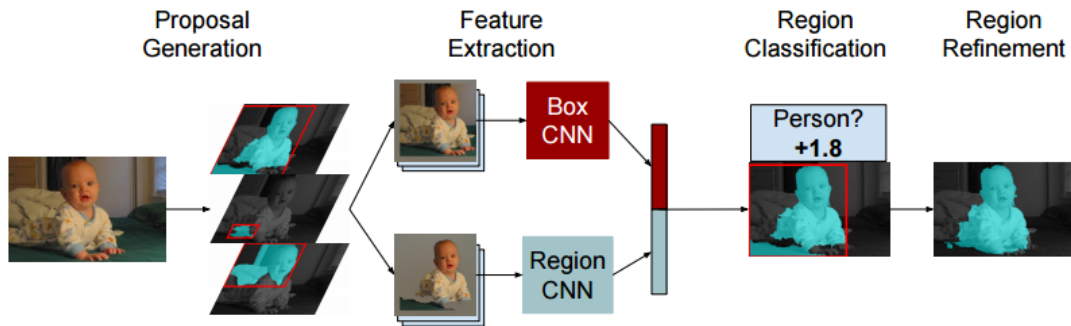 Proposal
Generation
Feature
Extraction
Region
Classification
Region
Refinement
Box
CNN
Person?
+1.8
Region
CNN